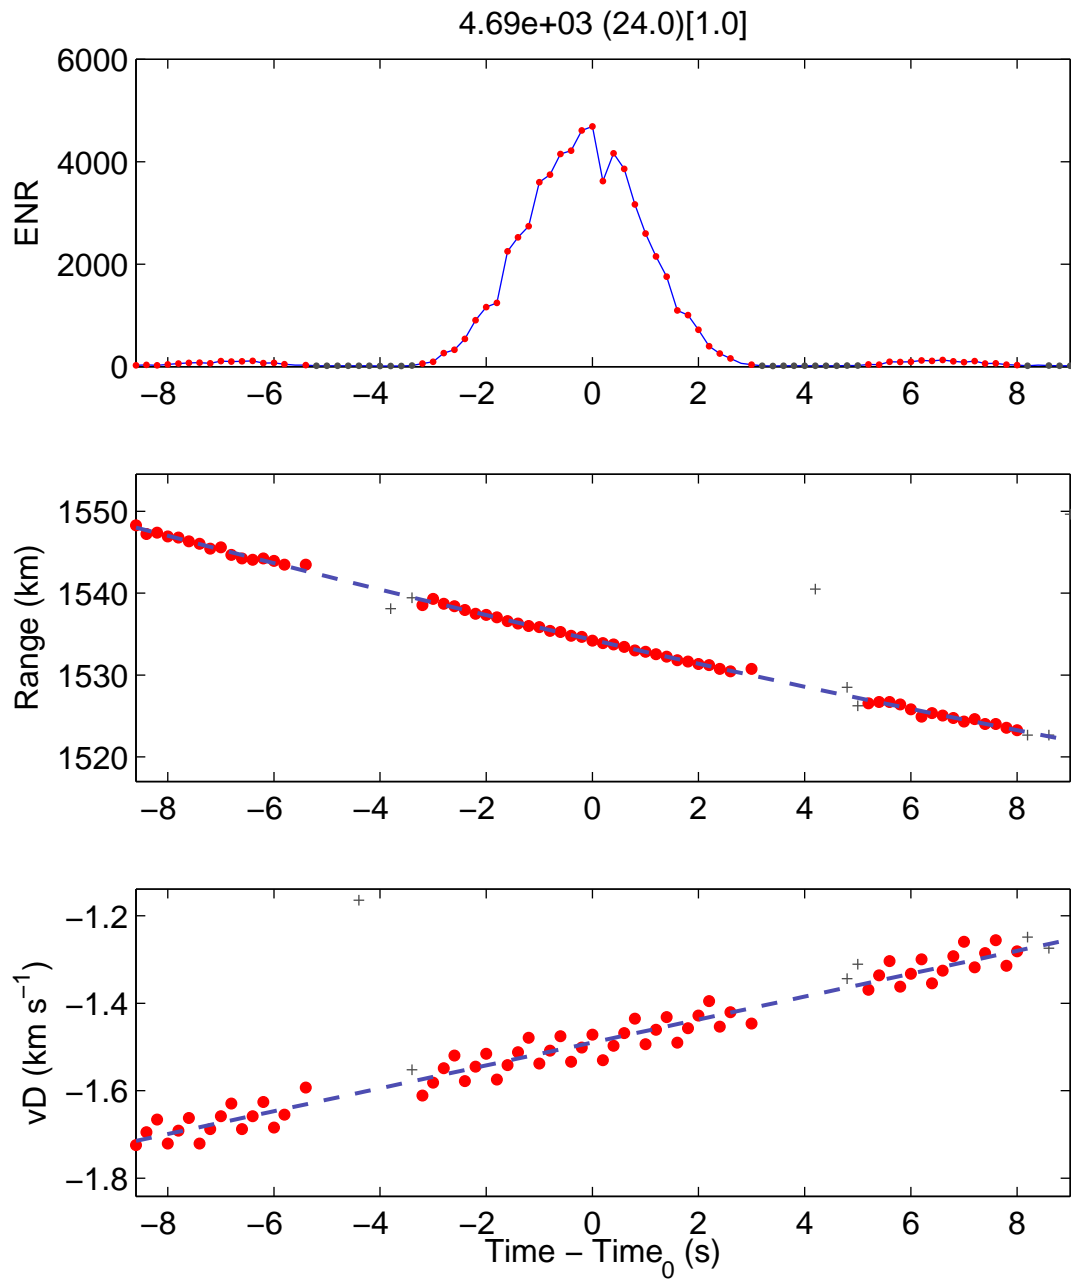 4.69e+03 (24.0)[1.0]
6000
4000
2000
0
ENR
−8 −6 −4 −2 0 2 4 6 8
1550
1540
1530
1520
Range (km)
−8 −6 −4 −2 0 2 4 6 8
−1.2
−1.4
−1.6
−1.8
vD (km s⁻¹)
−8 −6 −4 −2 0 2 4 6 8
Time − Time₀ (s)